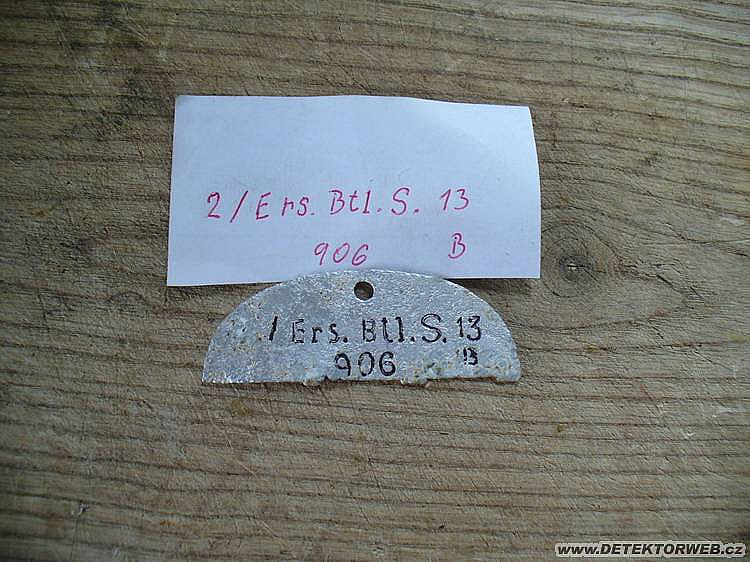 2/Ers. Btl. S. 13
906 B
/Ers. Btl. S. 13
906 B
www.DETEKTORWEB.cz